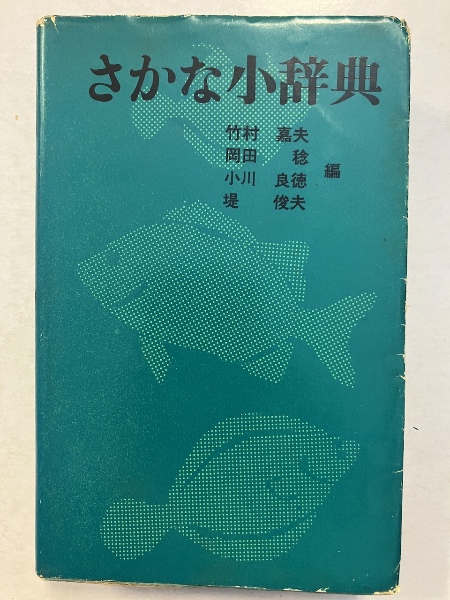 さかな小辞典
竹村 嘉夫
岡田 稔
小川 良徳
堤 俊夫
編